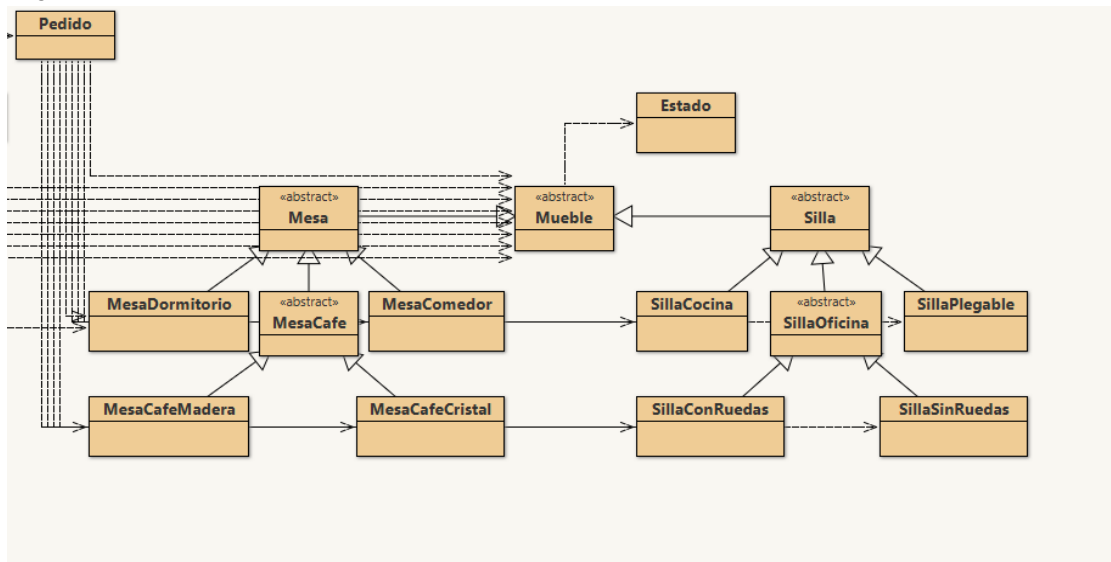 Pedido
Estado
«abstract»
Mesa
«abstract»
Mueble
«abstract»
Silla
MesaDormitorio
«abstract»
MesaCafe
MesaComedor
SillaCocina
«abstract»
SillaOficina
SillaPlegable
MesaCafeMadera
MesaCafeCristal
SillaConRuedas
SillaSinRuedas